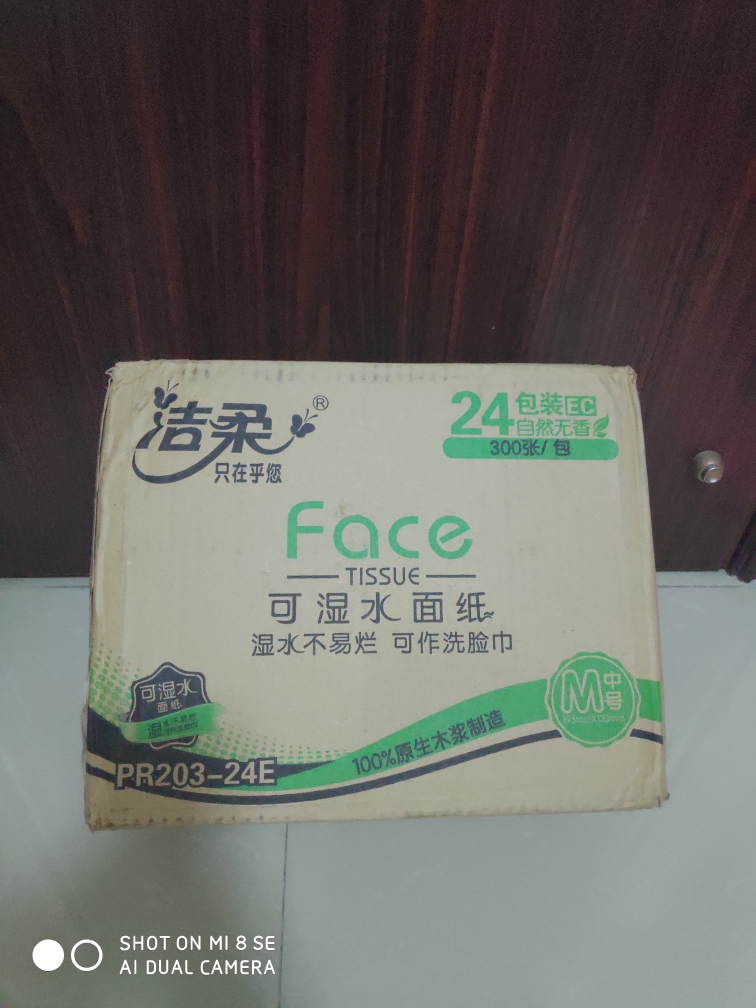 洁柔®
只在乎您
24包装EC
自然无香
300张/包
Face
TISSUE
可湿水面纸
湿水不易烂 可作洗脸巾
可湿水
面纸
M中号
100%原生木浆制造
PR203-24E
SHOT ON MI 8 SE
AI DUAL CAMERA